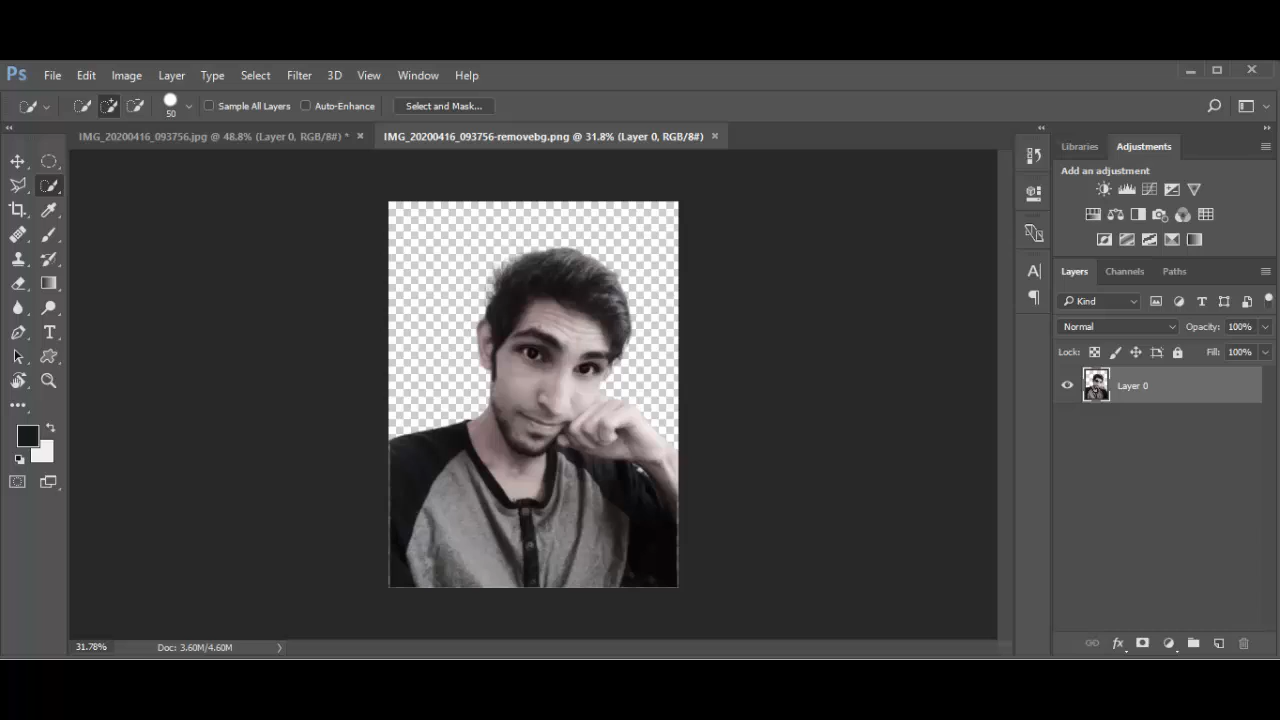 Ps File Edit Image Layer Type Select Filter 3D View Window Help
50 Sample All Layers Auto-Enhance Select and Mask...
IMG_20200416_093756.jpg @ 48.8% (Layer 0, RGB/8#) * × IMG_20200416_093756-removebg.png @ 31.8% (Layer 0, RGB/8#) ×
Libraries Adjustments
Add an adjustment
Layers Channels Paths
Kind
Normal Opacity: 100%
Lock: Fill: 100%
Layer 0
31.78% Doc: 3.60M/4.60M